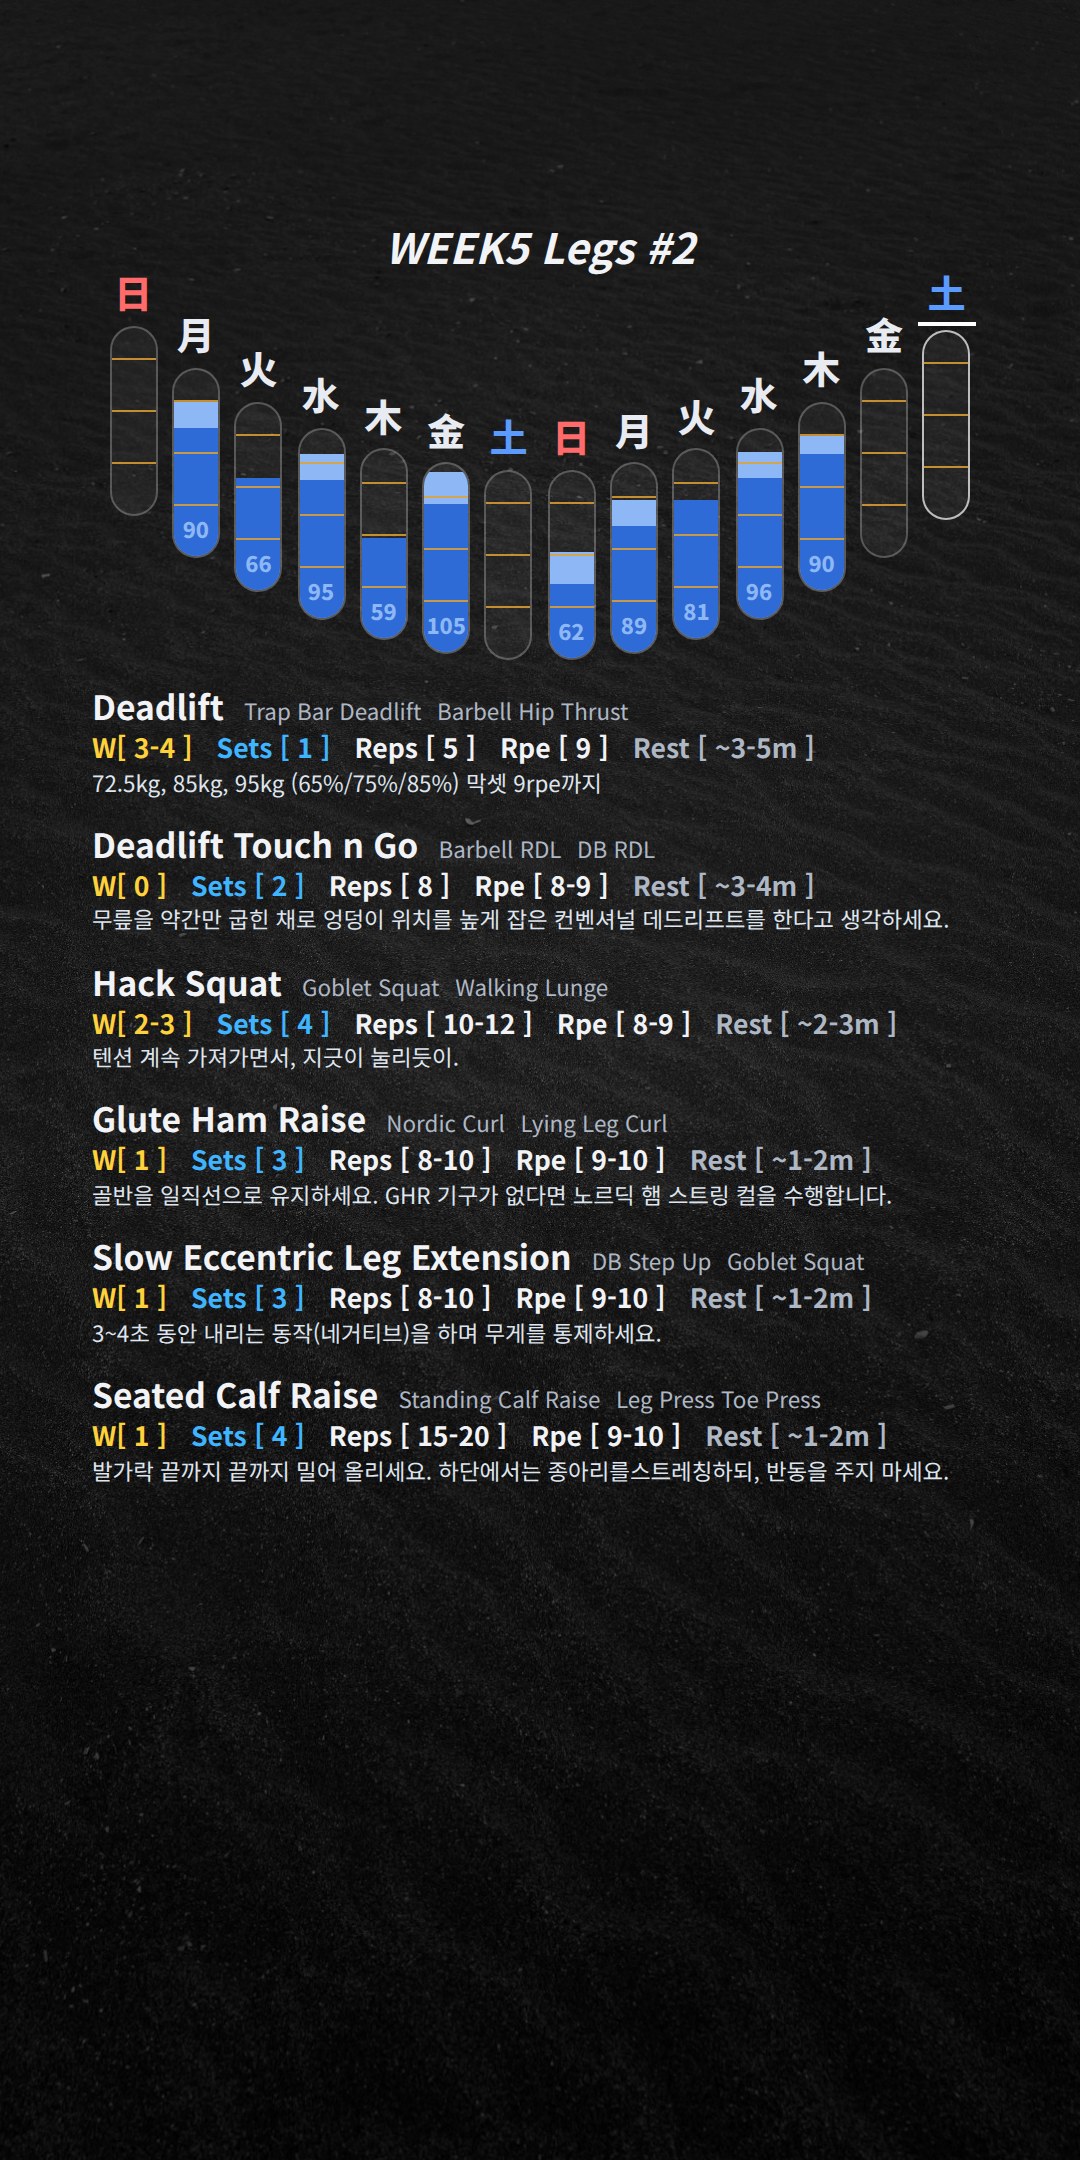 WEEK5 Legs #2
日 月 火 水 木 金 土 日 月 火 水 木 金 土
90 66 95 59 105 62 89 81 96 90
Deadlift Trap Bar Deadlift Barbell Hip Thrust
W[ 3-4 ] Sets [ 1 ] Reps [ 5 ] Rpe [ 9 ] Rest [ ~3-5m ]
72.5kg, 85kg, 95kg (65%/75%/85%) 막셋 9rpe까지
Deadlift Touch n Go Barbell RDL DB RDL
W[ 0 ] Sets [ 2 ] Reps [ 8 ] Rpe [ 8-9 ] Rest [ ~3-4m ]
무릎을 약간만 굽힌 채로 엉덩이 위치를 높게 잡은 컨벤셔널 데드리프트를 한다고 생각하세요.
Hack Squat Goblet Squat Walking Lunge
W[ 2-3 ] Sets [ 4 ] Reps [ 10-12 ] Rpe [ 8-9 ] Rest [ ~2-3m ]
텐션 계속 가져가면서, 지긋이 눌리듯이.
Glute Ham Raise Nordic Curl Lying Leg Curl
W[ 1 ] Sets [ 3 ] Reps [ 8-10 ] Rpe [ 9-10 ] Rest [ ~1-2m ]
골반을 일직선으로 유지하세요. GHR 기구가 없다면 노르딕 햄 스트링 컬을 수행합니다.
Slow Eccentric Leg Extension DB Step Up Goblet Squat
W[ 1 ] Sets [ 3 ] Reps [ 8-10 ] Rpe [ 9-10 ] Rest [ ~1-2m ]
3~4초 동안 내리는 동작(네거티브)을 하며 무게를 통제하세요.
Seated Calf Raise Standing Calf Raise Leg Press Toe Press
W[ 1 ] Sets [ 4 ] Reps [ 15-20 ] Rpe [ 9-10 ] Rest [ ~1-2m ]
발가락 끝까지 끝까지 밀어 올리세요. 하단에서는 종아리를스트레칭하되, 반동을 주지 마세요.